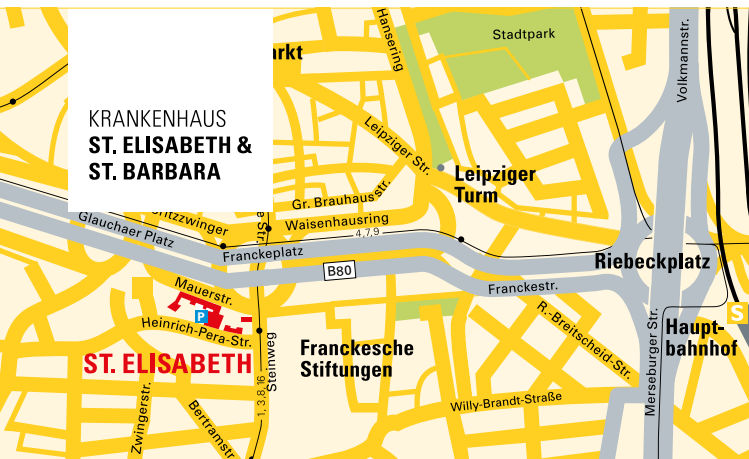 KRANKENHAUS
ST. ELISABETH &
ST. BARBARA
Hansering
Stadtpark
Volkmannstr.
Leipziger Str.
Leipziger
Turm
Gr. Brauhausstr.
Waisenhausring
Glauchaer Platz
Franckeplatz
4,7,9
B80
Riebeckplatz
Franckestr.
Mauerstr.
P
Heinrich-Pera-Str.
ST. ELISABETH
Steinweg
1, 3,8,16
Franckesche
Stiftungen
R.-Breitscheid-Str.
Merseburger Str.
Haupt-
bahnhof
S
Willy-Brandt-Straße
Zwingerstr.
Bertramstr.